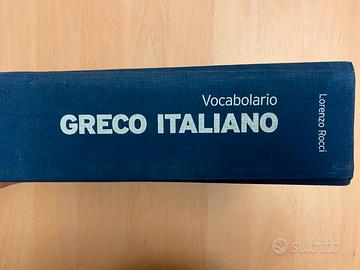 Vocabolario
GRECO ITALIANO
Lorenzo Rocci
subito